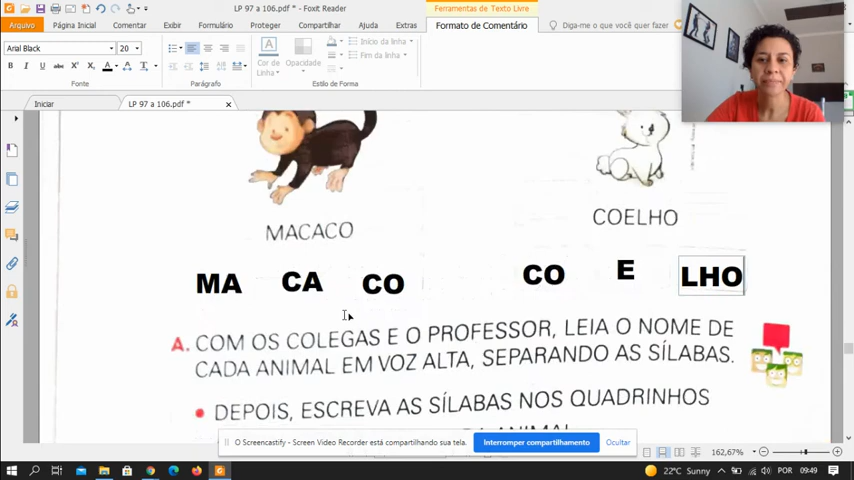 LP 97 a 106.pdf * - Foxit Reader
Ferramentas de Texto Livre
Arquivo Página Inicial Comentar Exibir Formulário Proteger Compartilhar Ajuda Extras Formato de Comentário Diga-me o que você quer fazer
Arial Black 20
Início da linha
Fim da linha
Cor de Linha
Opacidade
Fonte Parágrafo Estilo de Forma
Iniciar LP 97 a 106.pdf *
MACACO
COELHO
MA CA CO
CO E LHO
A. COM OS COLEGAS E O PROFESSOR, LEIA O NOME DE
CADA ANIMAL EM VOZ ALTA, SEPARANDO AS SÍLABAS.
• DEPOIS, ESCREVA AS SÍLABAS NOS QUADRINHOS
ANIMAL
O Screencastify - Screen Video Recorder está compartilhando sua tela. Interromper compartilhamento Ocultar
162,67%
22°C Sunny POR 09:49